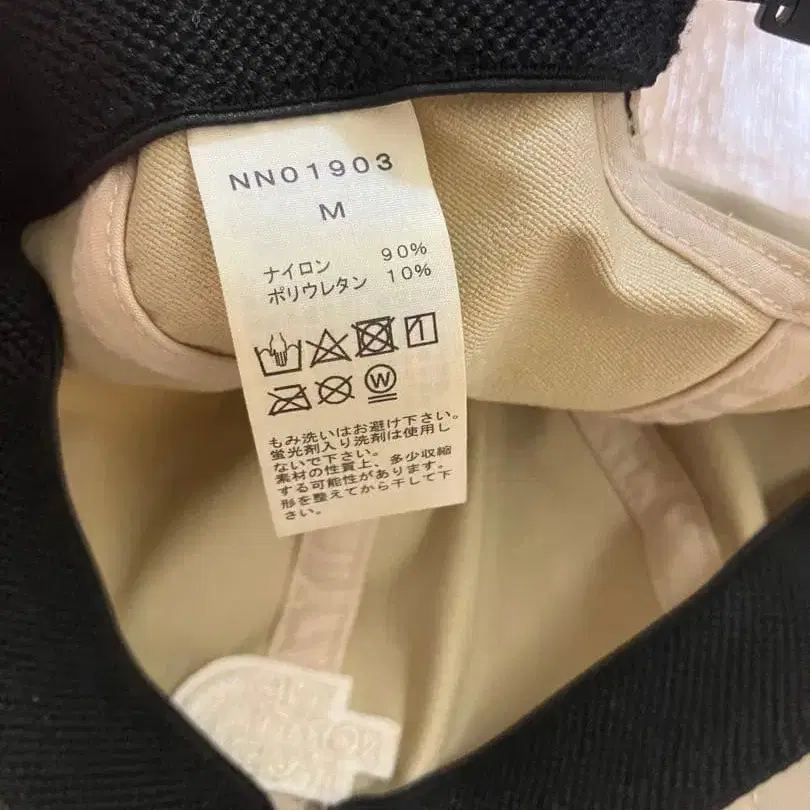 NN01903
M
ナイロン 90%
ポリウレタン 10%
W
もみ洗いはお避け下さい。
蛍光剤入り洗剤は使用し
ないで下さい。
素材の性質上、多少収縮
する可能性があります。
形を整えてから干して下
さい。